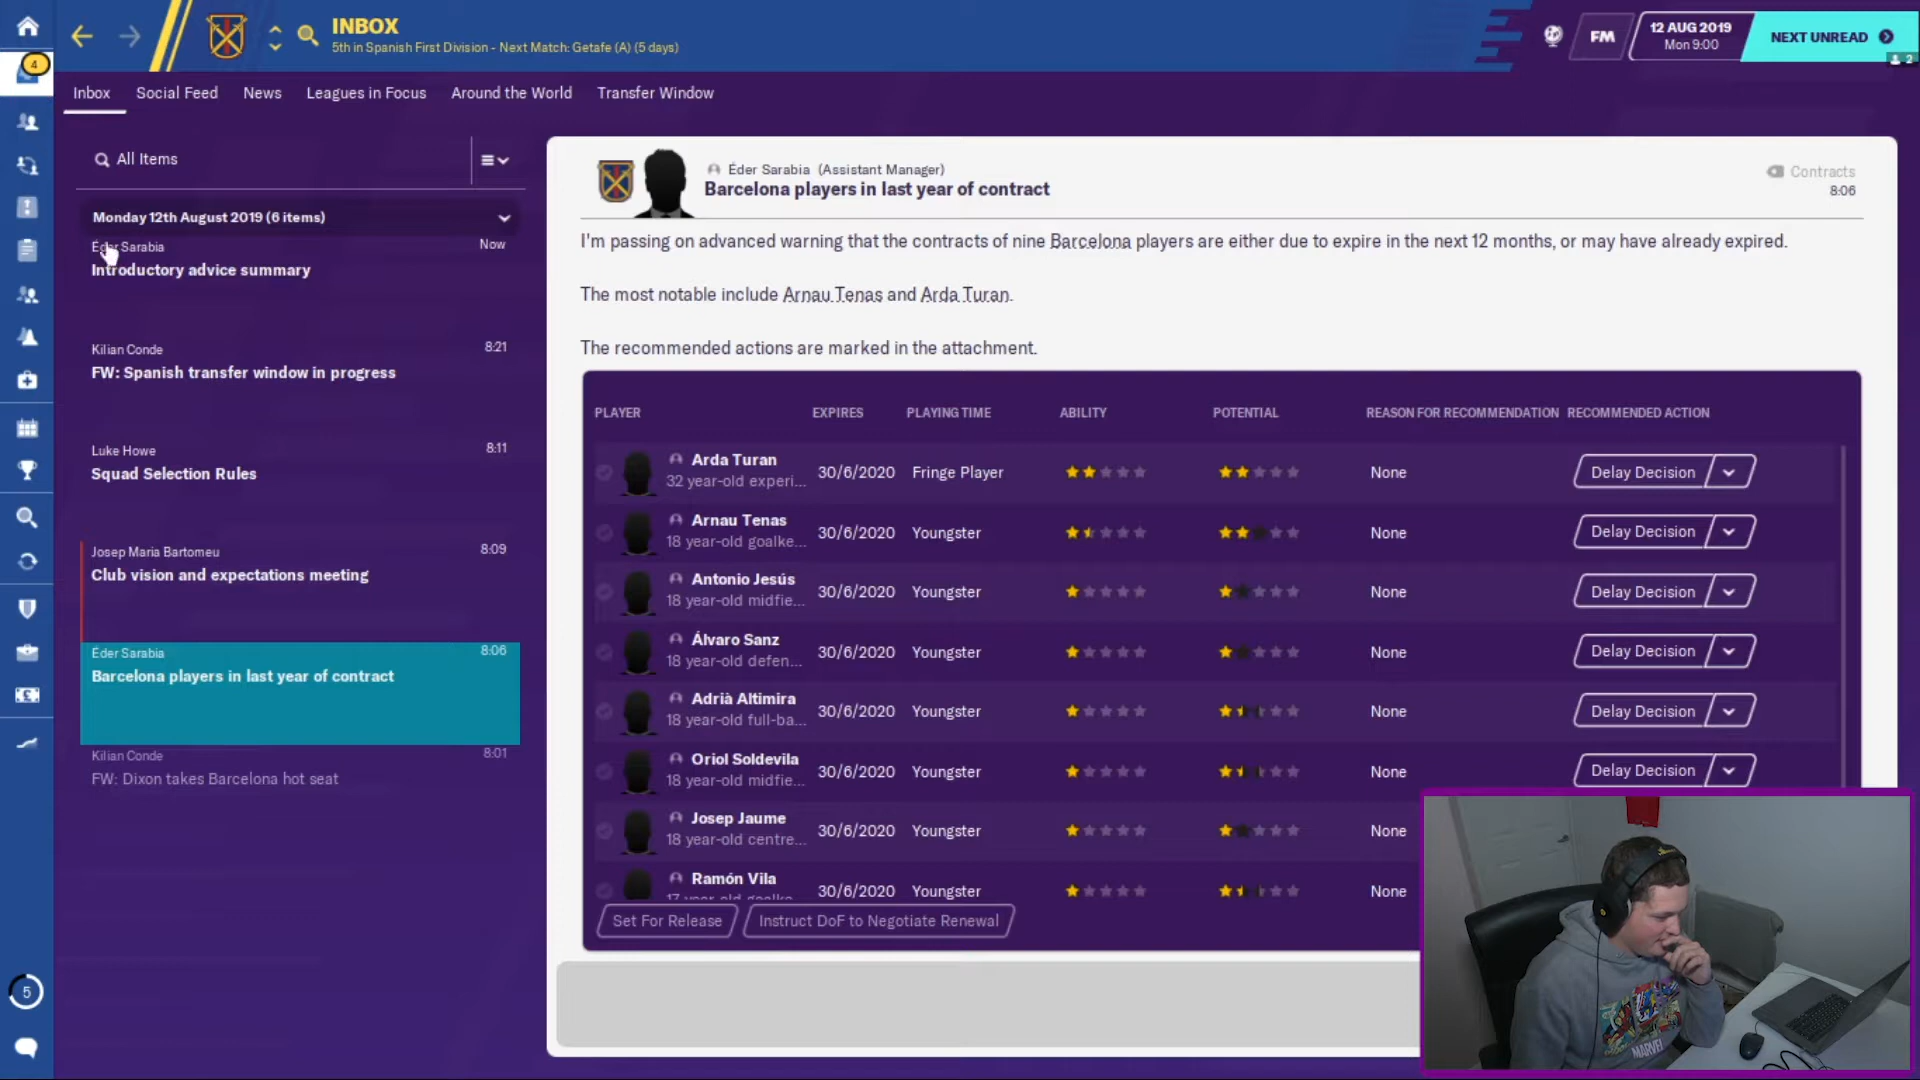 INBOX
5th in Spanish First Division - Next Match: Getafe (A) (5 days)
FM
12 AUG 2019
Mon 9:00
NEXT UNREAD
2
4
Inbox
Social Feed
News
Leagues in Focus
Around the World
Transfer Window
All Items
Monday 12th August 2019 (6 items)
Éder Sarabia
Now
Introductory advice summary
Kilian Conde
8:21
FW: Spanish transfer window in progress
Luke Howe
8:11
Squad Selection Rules
Josep Maria Bartomeu
8:09
Club vision and expectations meeting
Éder Sarabia
8:06
Barcelona players in last year of contract
Kilian Conde
8:01
FW: Dixon takes Barcelona hot seat
5
Éder Sarabia (Assistant Manager)
Barcelona players in last year of contract
Contracts
8:06
I'm passing on advanced warning that the contracts of nine Barcelona players are either due to expire in the next 12 months, or may have already expired.
The most notable include Arnau Tenas and Arda Turan.
The recommended actions are marked in the attachment.
PLAYER EXPIRES PLAYING TIME ABILITY POTENTIAL REASON FOR RECOMMENDATION RECOMMENDED ACTION
Arda Turan
32 year-old experi... 30/6/2020 Fringe Player None Delay Decision
Arnau Tenas
18 year-old goalke... 30/6/2020 Youngster None Delay Decision
Antonio Jesús
18 year-old midfie... 30/6/2020 Youngster None Delay Decision
Álvaro Sanz
18 year-old defen... 30/6/2020 Youngster None Delay Decision
Adrià Altimira
18 year-old full-ba... 30/6/2020 Youngster None Delay Decision
Oriol Soldevila
18 year-old midfie... 30/6/2020 Youngster None Delay Decision
Josep Jaume
18 year-old centre... 30/6/2020 Youngster None
Ramón Vila
17 year-old goalke... 30/6/2020 Youngster None
Set For Release
Instruct DoF to Negotiate Renewal
MARVEL